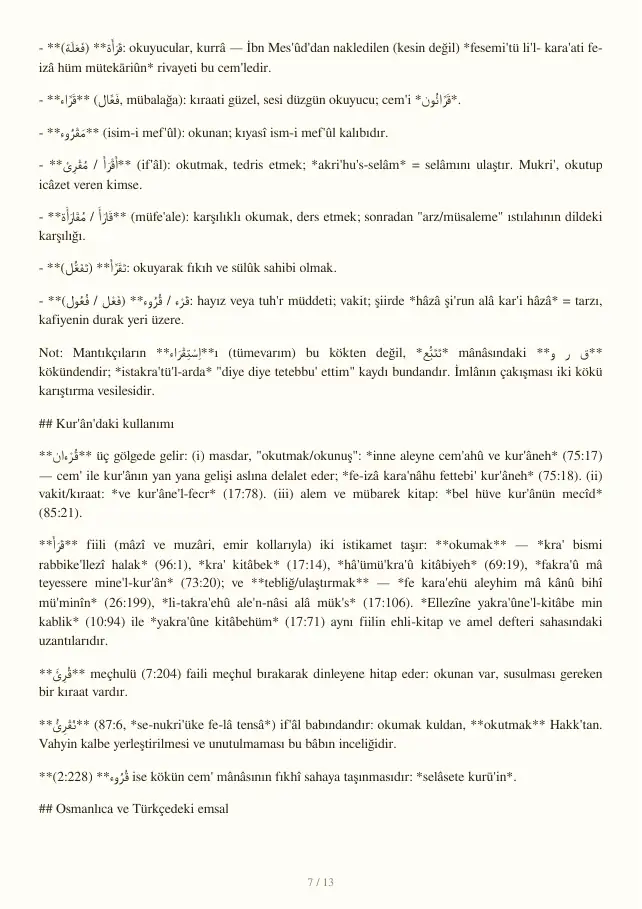 - **قَرَأَة** (فَعَلَة): okuyucular, kurrâ — İbn Mes'ûd'dan nakledilen (kesin değil) *fesemi'tü li'l- kara'ati fe-
izâ hüm mütekāriûn* rivayeti bu cem'ledir.
- **قَرَّاء** (فَعَّال, mübalağa): kıraati güzel, sesi düzgün okuyucu; cem'i *قَرَّائُون*.
- **مَقْرُوء** (isim-i mef'ûl): okunan; kıyasî ism-i mef'ûl kalıbıdır.
- **أَقْرَأَ / مُقْرِئ** (if'âl): okutmak, tedris etmek; *akri'hu's-selâm* = selâmını ulaştır. Mukri', okutup
icâzet veren kimse.
- **قَارَأَ / مُقَارَأَة** (müfe'ale): karşılıklı okumak, ders etmek; sonradan "arz/müsaleme" ıstılahının dildeki
karşılığı.
- **تَقَرَّأَ** (تَفَعُّل): okuyarak fıkıh ve sülûk sahibi olmak.
- **قَرْء / قُرُوء** (فَعْل / فُعُول): hayız veya tuh'r müddeti; vakit; şiirde *hâzâ şi'run alâ kar'i hâzâ* = tarzı,
kafiyenin durak yeri üzere.
Not: Mantıkçıların **اِسْتِقْرَاء**ı (tümevarım) bu kökten değil, *تَتَبُّع* mânâsındaki **ق ر و**
kökündendir; *istakra'tü'l-arda* "diye diye tetebbu' ettim" kaydı bundandır. İmlânın çakışması iki kökü
karıştırma vesilesidir.
## Kur'ân'daki kullanımı
**قُرْءَان** üç gölgede gelir: (i) masdar, "okutmak/okunuş": *inne aleyne cem'ahû ve kur'âneh* (75:17)
— cem' ile kur'ânın yan yana gelişi aslına delalet eder; *fe-izâ kara'nâhu fettebi' kur'âneh* (75:18). (ii)
vakit/kıraat: *ve kur'âne'l-fecr* (17:78). (iii) alem ve mübarek kitap: *bel hüve kur'ânün mecîd*
(85:21).
**قَرَأَ** fiili (mâzî ve muzâri, emir kollarıyla) iki istikamet taşır: **okumak** — *kra' bismi
rabbike'llezî halak* (96:1), *kra' kitâbek* (17:14), *hâ'ümü'kra'û kitâbiyeh* (69:19), *fakra'û mâ
teyessere mine'l-kur'ân* (73:20); ve **tebliğ/ulaştırmak** — *fe kara'ehû aleyhim mâ kânû bihî
mü'minîn* (26:199), *li-takra'ehû ale'n-nâsi alâ mük's* (17:106). *Ellezîne yakra'ûne'l-kitâbe min
kablik* (10:94) ile *yakra'ûne kitâbehüm* (17:71) aynı fiilin ehli-kitap ve amel defteri sahasındaki
uzantılarıdır.
**قُرِئَ** meçhulü (7:204) faili meçhul bırakarak dinleyene hitap eder: okunan var, susulması gereken
bir kıraat vardır.
**نُقْرِئُ** (87:6, *se-nukri'üke fe-lâ tensâ*) if'âl babındandır: okumak kuldan, **okutmak** Hakk'tan.
Vahyin kalbe yerleştirilmesi ve unutulmaması bu bâbın inceliğidir.
**قُرُوء** (2:228) ise kökün cem' mânâsının fıkhî sahaya taşınmasıdır: *selâsete kurü'in*.
## Osmanlıca ve Türkçedeki emsal
7 / 13